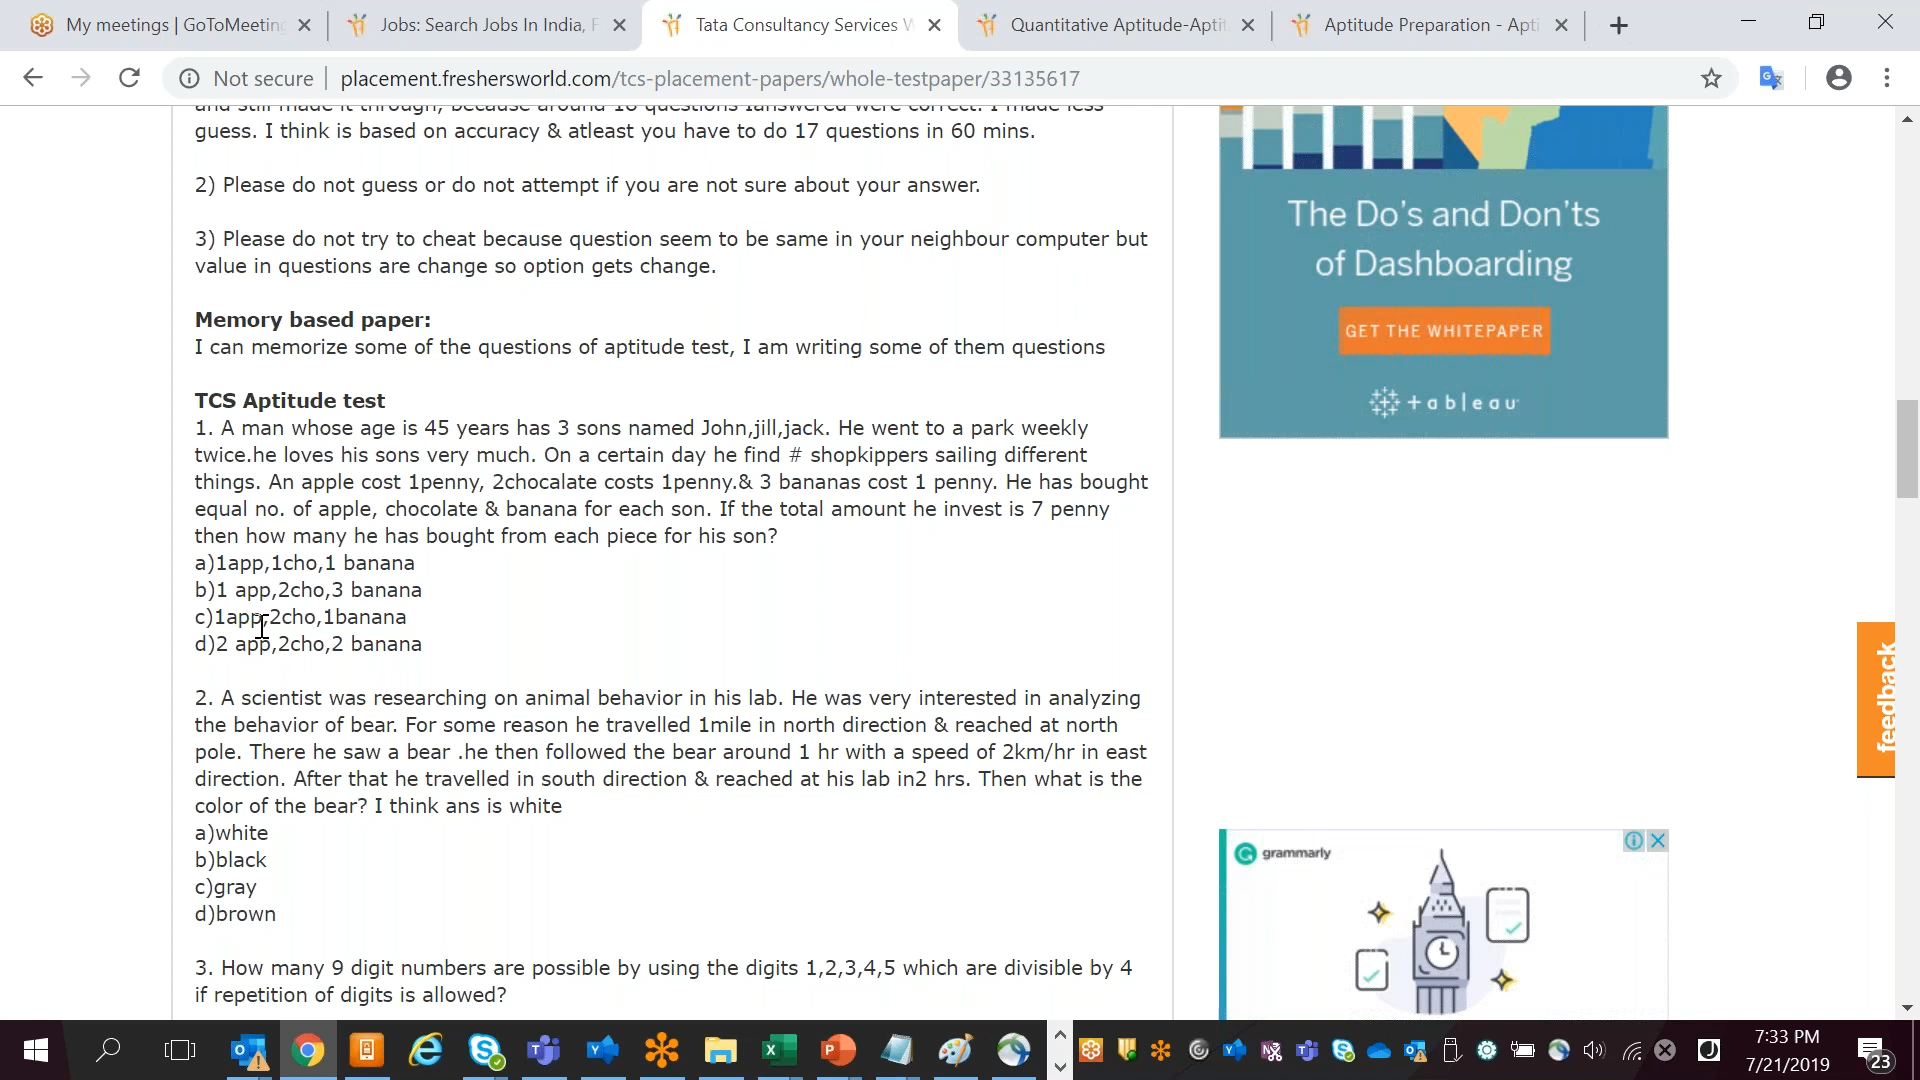 My meetings | GoToMeeting
Jobs: Search Jobs In India, F
Tata Consultancy Services W
Quantitative Aptitude-Aptit
Aptitude Preparation - Apti
Not secure
placement.freshersworld.com/tcs-placement-papers/whole-testpaper/33135617
and still made it through, because around 16 questions Ianswered were correct. I made less
guess. I think is based on accuracy & atleast you have to do 17 questions in 60 mins.
2) Please do not guess or do not attempt if you are not sure about your answer.
3) Please do not try to cheat because question seem to be same in your neighbour computer but
value in questions are change so option gets change.
Memory based paper:
I can memorize some of the questions of aptitude test, I am writing some of them questions
TCS Aptitude test
1. A man whose age is 45 years has 3 sons named John,jill,jack. He went to a park weekly
twice.he loves his sons very much. On a certain day he find # shopkippers sailing different
things. An apple cost 1penny, 2chocalate costs 1penny.& 3 bananas cost 1 penny. He has bought
equal no. of apple, chocolate & banana for each son. If the total amount he invest is 7 penny
then how many he has bought from each piece for his son?
a)1app,1cho,1 banana
b)1 app,2cho,3 banana
c)1app,2cho,1banana
d)2 app,2cho,2 banana
2. A scientist was researching on animal behavior in his lab. He was very interested in analyzing
the behavior of bear. For some reason he travelled 1mile in north direction & reached at north
pole. There he saw a bear .he then followed the bear around 1 hr with a speed of 2km/hr in east
direction. After that he travelled in south direction & reached at his lab in2 hrs. Then what is the
color of the bear? I think ans is white
a)white
b)black
c)gray
d)brown
3. How many 9 digit numbers are possible by using the digits 1,2,3,4,5 which are divisible by 4
if repetition of digits is allowed?
The Do's and Don'ts
of Dashboarding
GET THE WHITEPAPER
tableau
feedback
grammarly
7:33 PM
7/21/2019
23